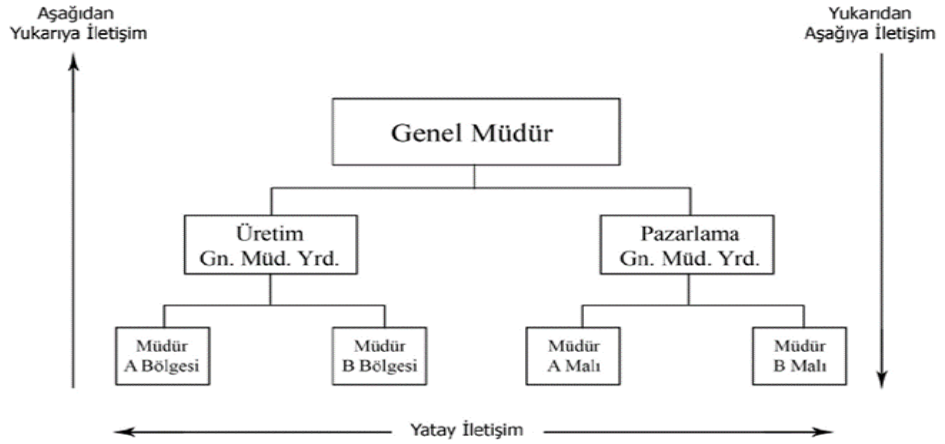 Aşağıdan
Yukarıya İletişim
Yukarıdan
Aşağıya İletişim
Genel Müdür
Üretim
Gn. Müd. Yrd.
Pazarlama
Gn. Müd. Yrd.
Müdür
A Bölgesi
Müdür
B Bölgesi
Müdür
A Malı
Müdür
B Malı
Yatay İletişim